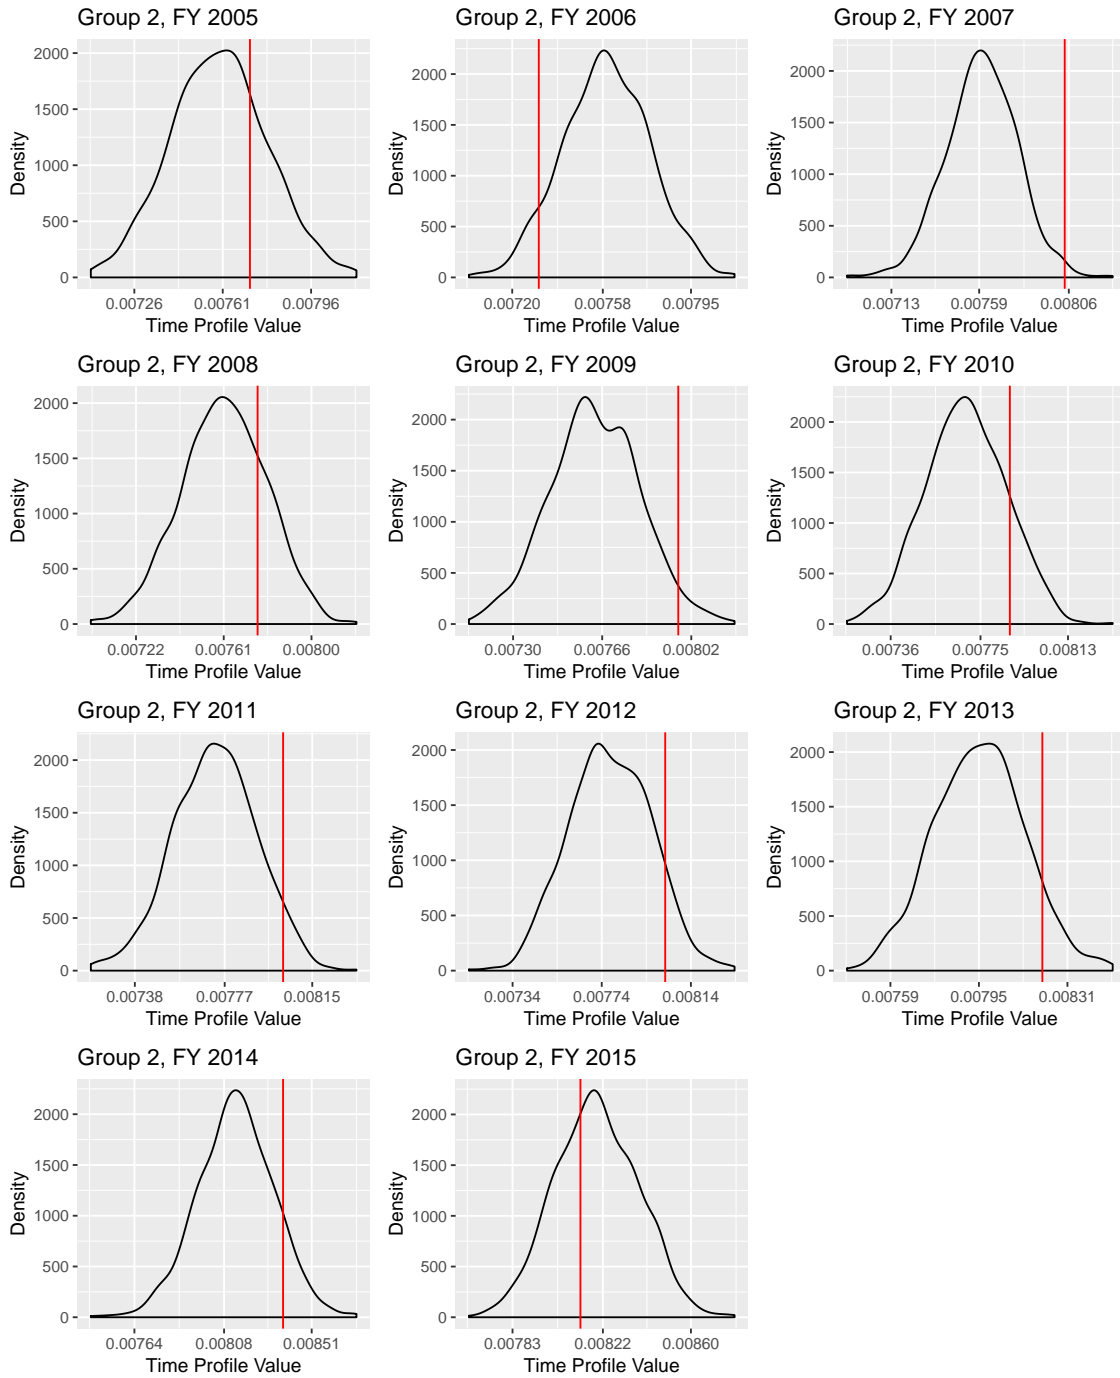 Group 2, FY 2005
Density
2000
1500
1000
500
0
0.00726 0.00761 0.00796
Time Profile Value
Group 2, FY 2006
Density
2000
1500
1000
500
0
0.00720 0.00758 0.00795
Time Profile Value
Group 2, FY 2007
Density
2000
1500
1000
500
0
0.00713 0.00759 0.00806
Time Profile Value
Group 2, FY 2008
Density
2000
1500
1000
500
0
0.00722 0.00761 0.00800
Time Profile Value
Group 2, FY 2009
Density
2000
1500
1000
500
0
0.00730 0.00766 0.00802
Time Profile Value
Group 2, FY 2010
Density
2000
1500
1000
500
0
0.00736 0.00775 0.00813
Time Profile Value
Group 2, FY 2011
Density
2000
1500
1000
500
0
0.00738 0.00777 0.00815
Time Profile Value
Group 2, FY 2012
Density
2000
1500
1000
500
0
0.00734 0.00774 0.00814
Time Profile Value
Group 2, FY 2013
Density
2000
1500
1000
500
0
0.00759 0.00795 0.00831
Time Profile Value
Group 2, FY 2014
Density
2000
1500
1000
500
0
0.00764 0.00808 0.00851
Time Profile Value
Group 2, FY 2015
Density
2000
1500
1000
500
0
0.00783 0.00822 0.00860
Time Profile Value